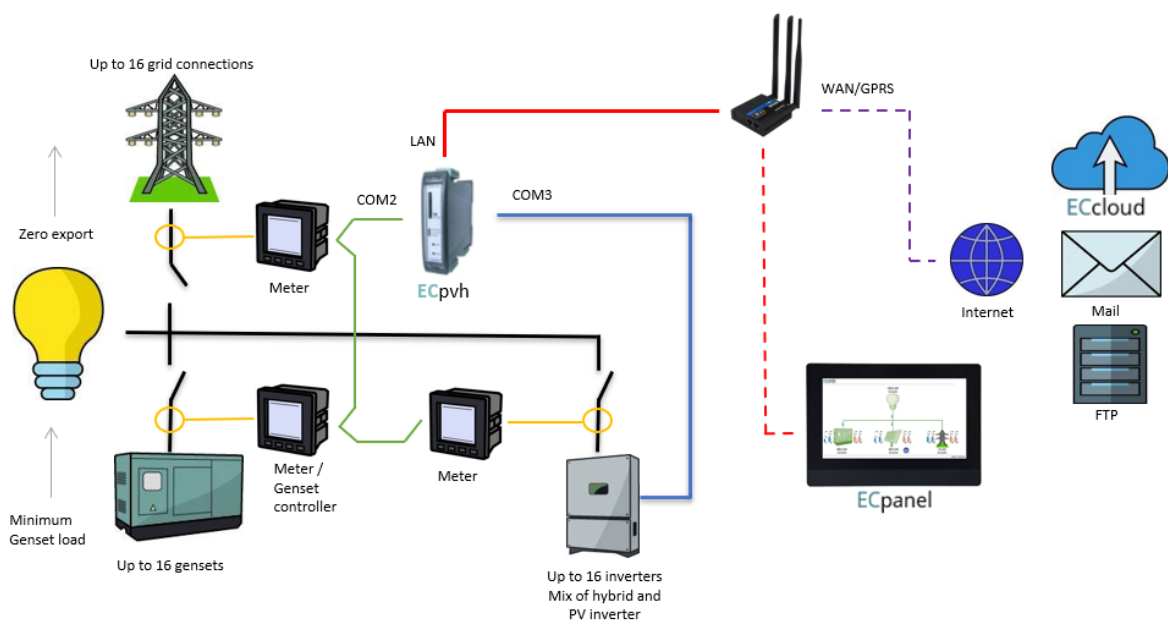 Up to 16 grid connections
WAN/GPRS
LAN
COM2
COM3
ECcloud
Zero export
Meter
ECpvh
Internet
Mail
FTP
Meter /
Genset
controller
Meter
ECpanel
Minimum
Genset load
Up to 16 gensets
Up to 16 inverters
Mix of hybrid and
PV inverter